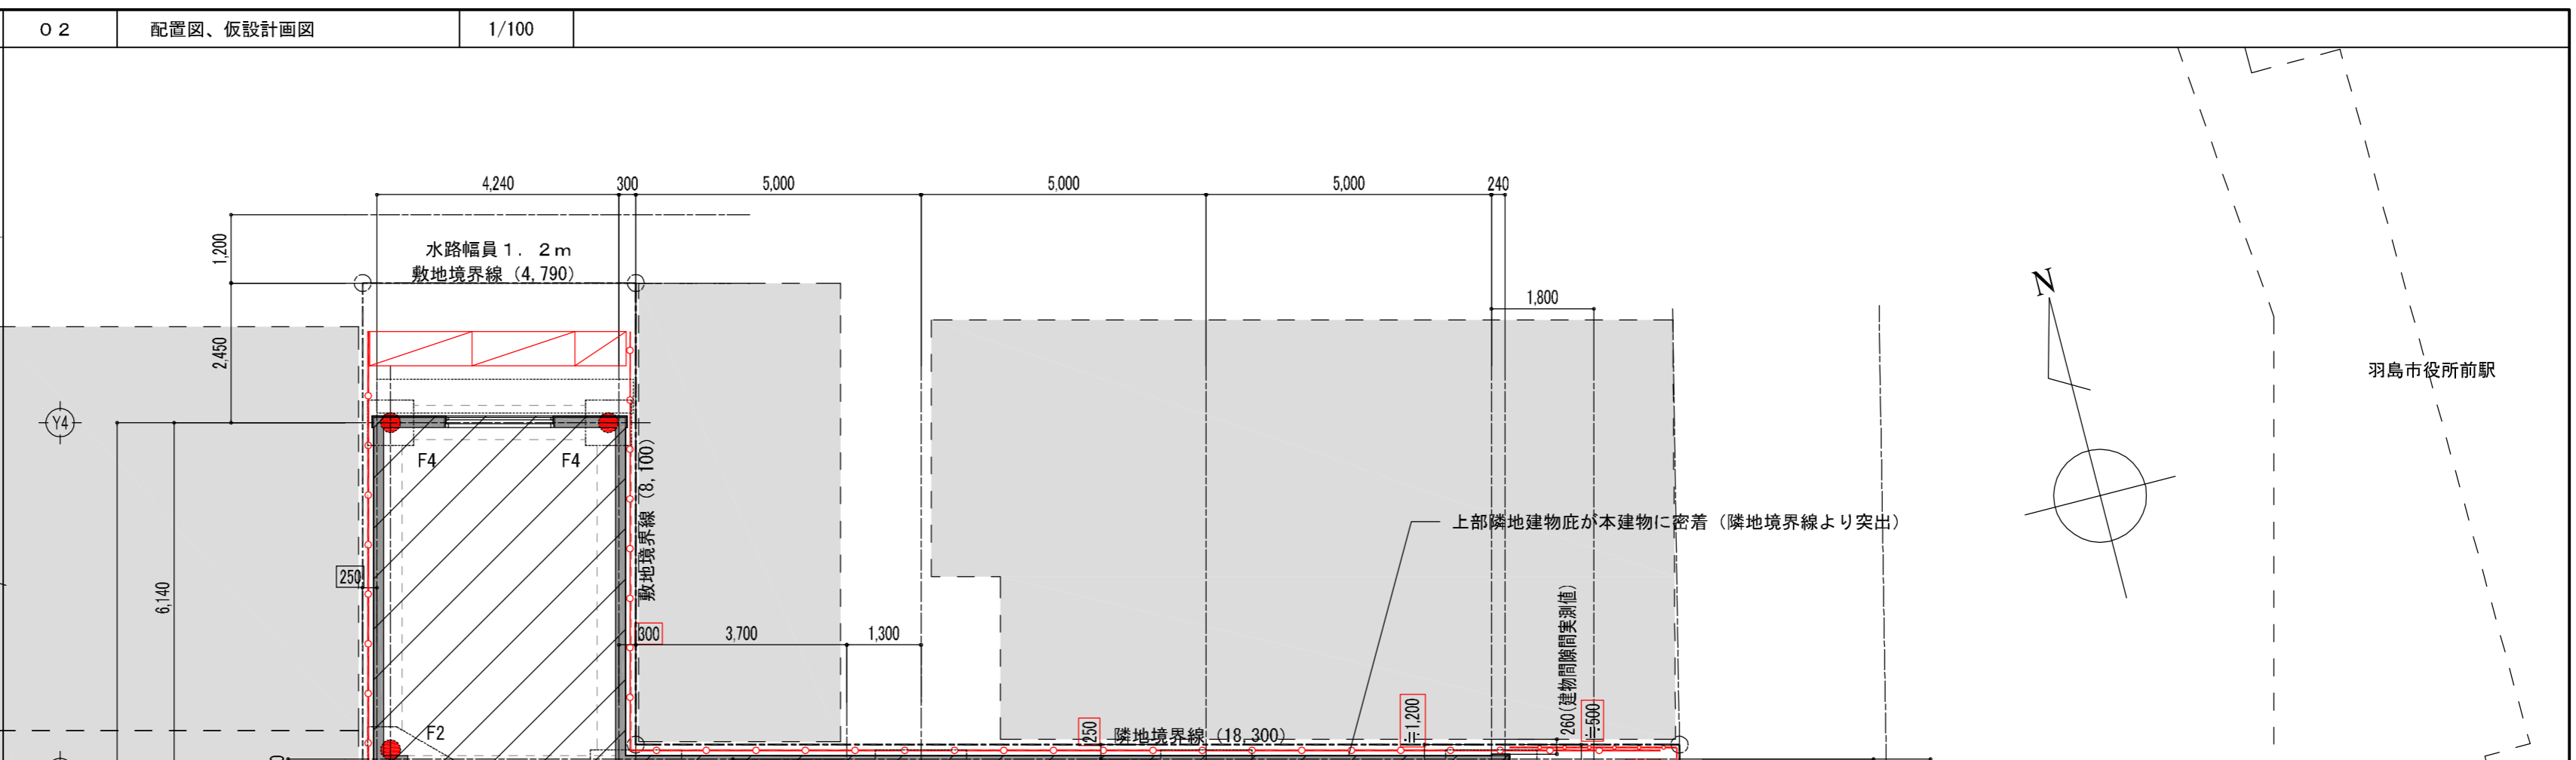 ０２ 配置図、仮設計画図 1/100
4,240 300 5,000 5,000 5,000 240
1,200
水路幅員１．２ｍ
敷地境界線（4,790）
1,800
N
2,450
羽島市役所前駅
Y4
F4 F4
敷地境界線（8,100）
上部隣地建物庇が本建物に密着（隣地境界線より突出）
250
6,140
300 3,700 1,300
260(建物間隙間実測値)
F2
250
隣地境界線（18,300）
≒1,200
≒500